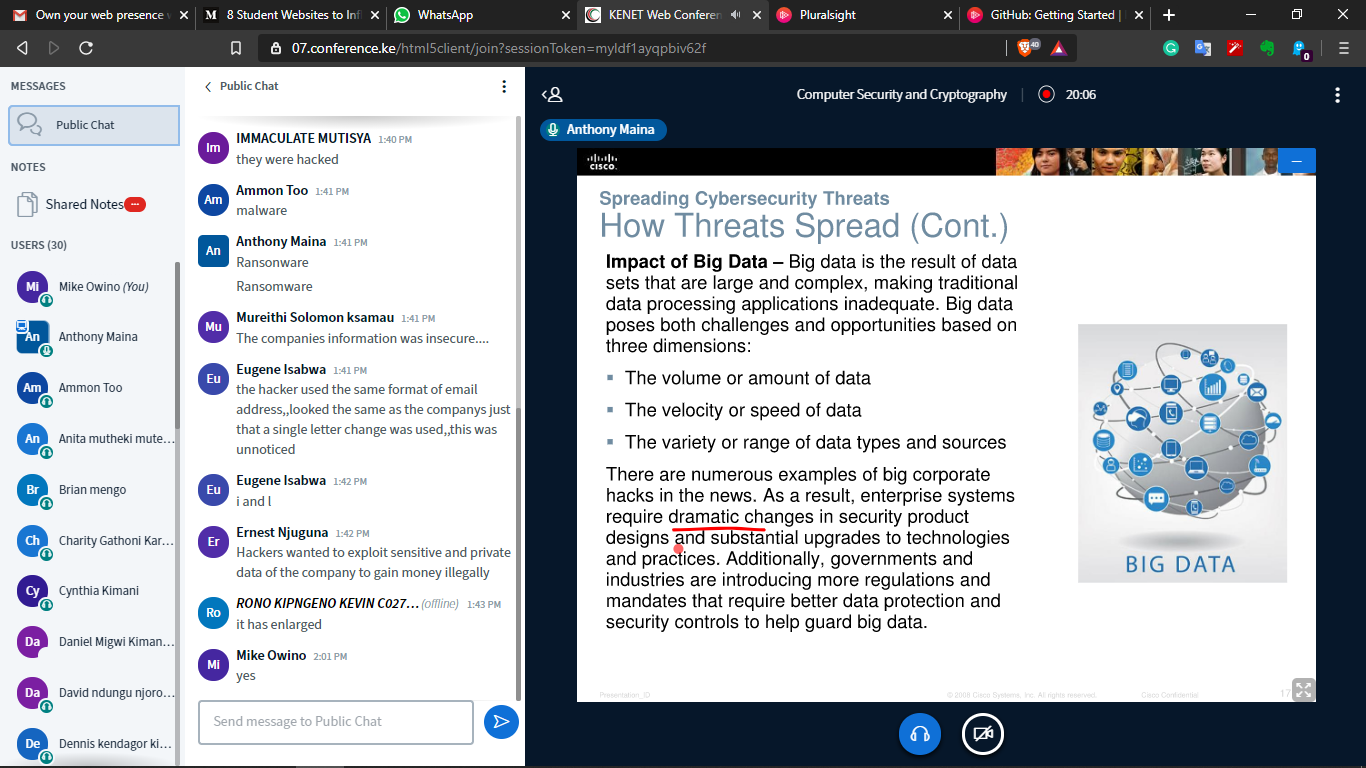 Own your web presence
8 Student Websites to Inf
WhatsApp
KENET Web Conferen
Pluralsight
GitHub: Getting Started |
07.conference.ke/html5client/join?sessionToken=myldf1ayqpbiv62f
40
0
MESSAGES
Public Chat
NOTES
Shared Notes
USERS (30)
Mi
Mike Owino (You)
An
Anthony Maina
Am
Ammon Too
An
Anita mutheki mute...
Br
Brian mengo
Ch
Charity Gathoni Kar...
Cy
Cynthia Kimani
Da
Daniel Migwi Kiman...
Da
David ndungu njoro...
De
Dennis kendagor ki...
Public Chat
Im
IMMACULATE MUTISYA 1:40 PM
they were hacked
Am
Ammon Too 1:41 PM
malware
An
Anthony Maina 1:41 PM
Ransonware
Ransomware
Mu
Mureithi Solomon ksamau 1:41 PM
The companies information was insecure....
Eu
Eugene Isabwa 1:41 PM
the hacker used the same format of email
address,,looked the same as the companys just
that a single letter change was used,,this was
unnoticed
Eu
Eugene Isabwa 1:42 PM
i and l
Er
Ernest Njuguna 1:42 PM
Hackers wanted to exploit sensitive and private
data of the company to gain money illegally
Ro
RONO KIPNGENO KEVIN C027... (offline) 1:43 PM
it has enlarged
Mi
Mike Owino 2:01 PM
yes
Send message to Public Chat
Computer Security and Cryptography
20:06
Anthony Maina
CISCO
Spreading Cybersecurity Threats
How Threats Spread (Cont.)
Impact of Big Data – Big data is the result of data
sets that are large and complex, making traditional
data processing applications inadequate. Big data
poses both challenges and opportunities based on
three dimensions:
The volume or amount of data
The velocity or speed of data
The variety or range of data types and sources
There are numerous examples of big corporate
hacks in the news. As a result, enterprise systems
require dramatic changes in security product
designs and substantial upgrades to technologies
and practices. Additionally, governments and
industries are introducing more regulations and
mandates that require better data protection and
security controls to help guard big data.
BIG DATA
Presentation_ID
© 2008 Cisco Systems, Inc. All rights reserved.
Cisco Confidential